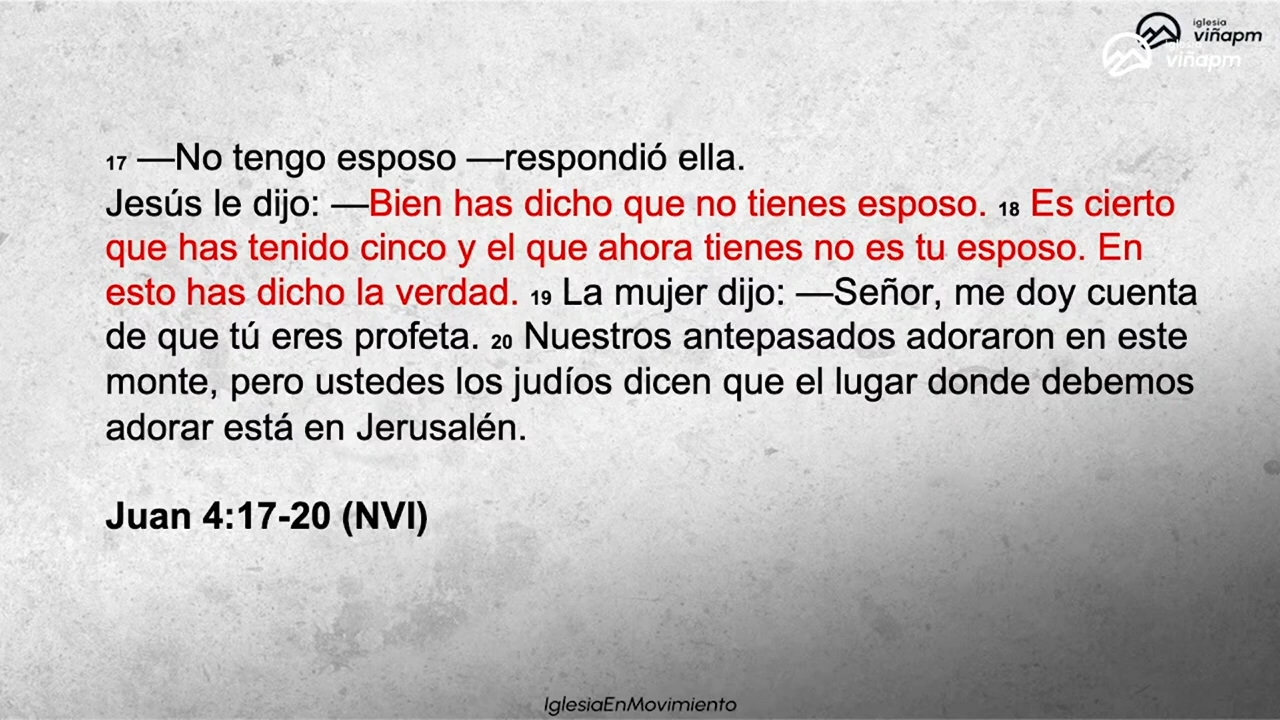 iglesia
viñapm
iglesia
viñapm
17 —No tengo esposo —respondió ella.
Jesús le dijo: —Bien has dicho que no tienes esposo. 18 Es cierto
que has tenido cinco y el que ahora tienes no es tu esposo. En
esto has dicho la verdad. 19 La mujer dijo: —Señor, me doy cuenta
de que tú eres profeta. 20 Nuestros antepasados adoraron en este
monte, pero ustedes los judíos dicen que el lugar donde debemos
adorar está en Jerusalén.
Juan 4:17-20 (NVI)
IglesiaEnMovimiento